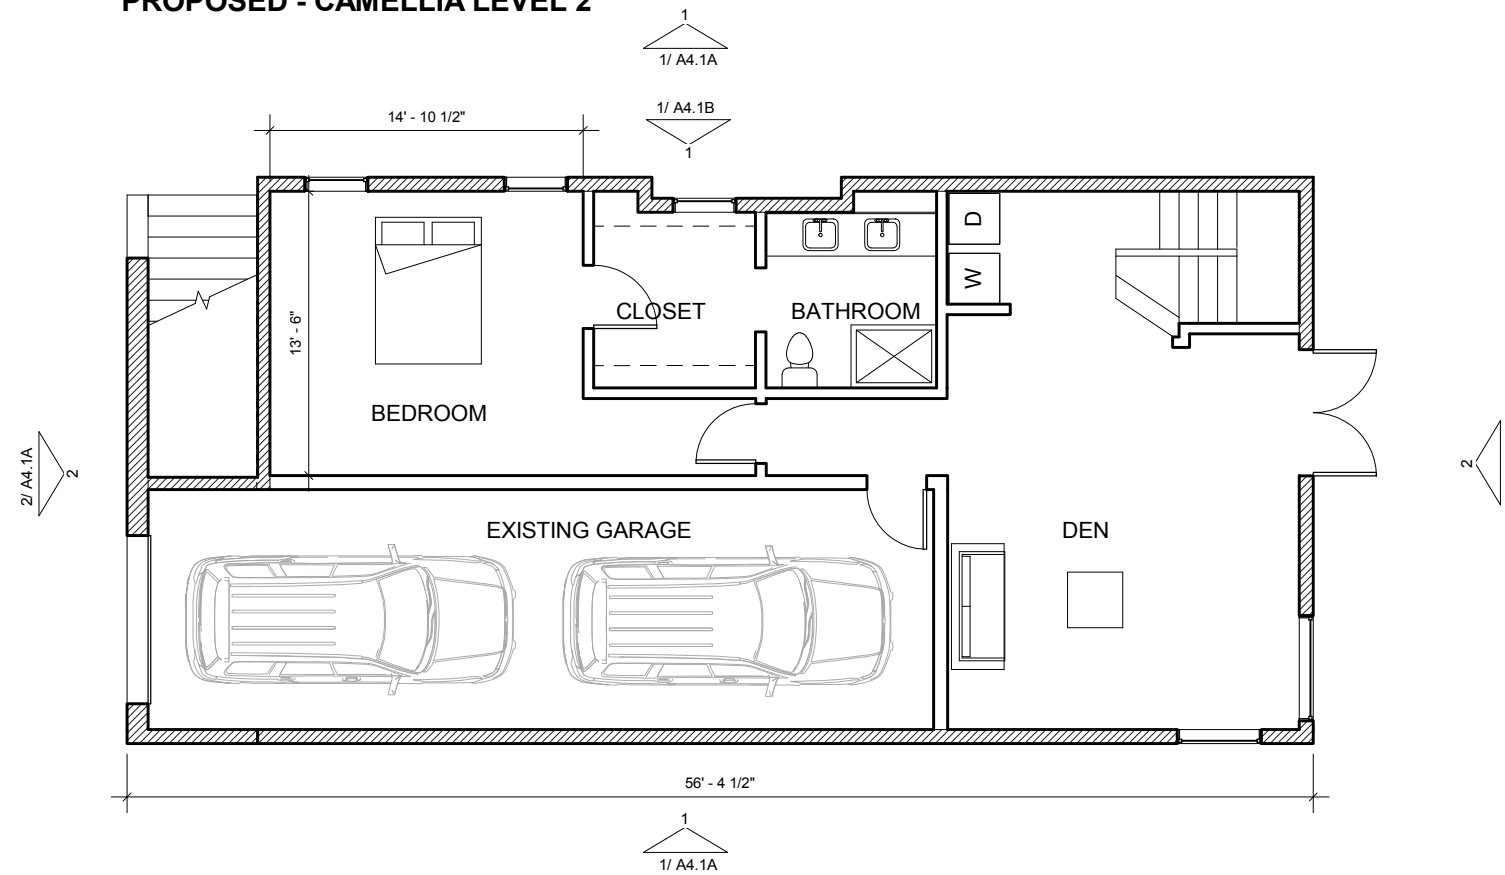 PROPOSED - CAMELLIA LEVEL 2
1
1/ A4.1A
1/ A4.1B
1
14' - 10 1/2"
13' - 6"
D
W
CLOSET
BATHROOM
BEDROOM
2/ A4.1A
2
2
EXISTING GARAGE
DEN
56' - 4 1/2"
1
1/ A4.1A